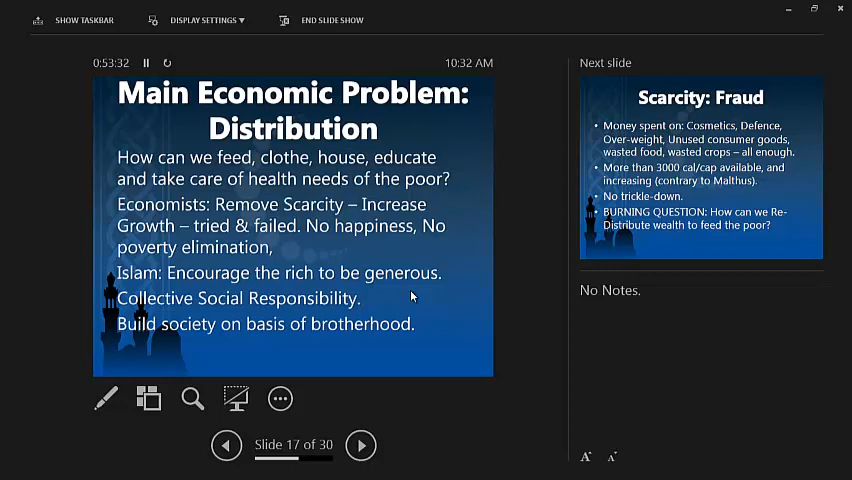 SHOW TASKBAR
DISPLAY SETTINGS ▼
END SLIDE SHOW
0:53:32
10:32 AM
Main Economic Problem:
Distribution
How can we feed, clothe, house, educate
and take care of health needs of the poor?
Economists: Remove Scarcity – Increase
Growth – tried & failed. No happiness, No
poverty elimination,
Islam: Encourage the rich to be generous.
Collective Social Responsibility.
Build society on basis of brotherhood.
Slide 17 of 30
Next slide
Scarcity: Fraud
• Money spent on: Cosmetics, Defence,
Over-weight, Unused consumer goods,
wasted food, wasted crops – all enough.
• More than 3000 cal/cap available, and
increasing (contrary to Malthus).
• No trickle-down.
• BURNING QUESTION: How can we Re-
Distribute wealth to feed the poor?
No Notes.
A A